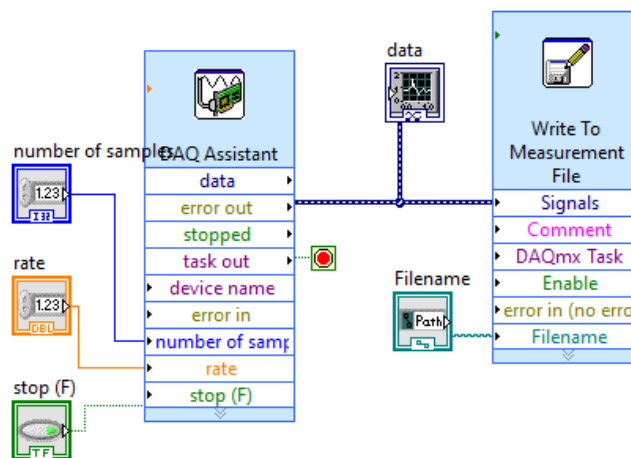 data
number of samples
1.23
I32
rate
1.23
DBL
stop (F)
TF
DAQ Assistant
data
error out
stopped
task out
device name
error in
number of samp
rate
stop (F)
Filename
Path
Write To
Measurement
File
Signals
Comment
DAQmx Task
Enable
error in (no erro
Filename